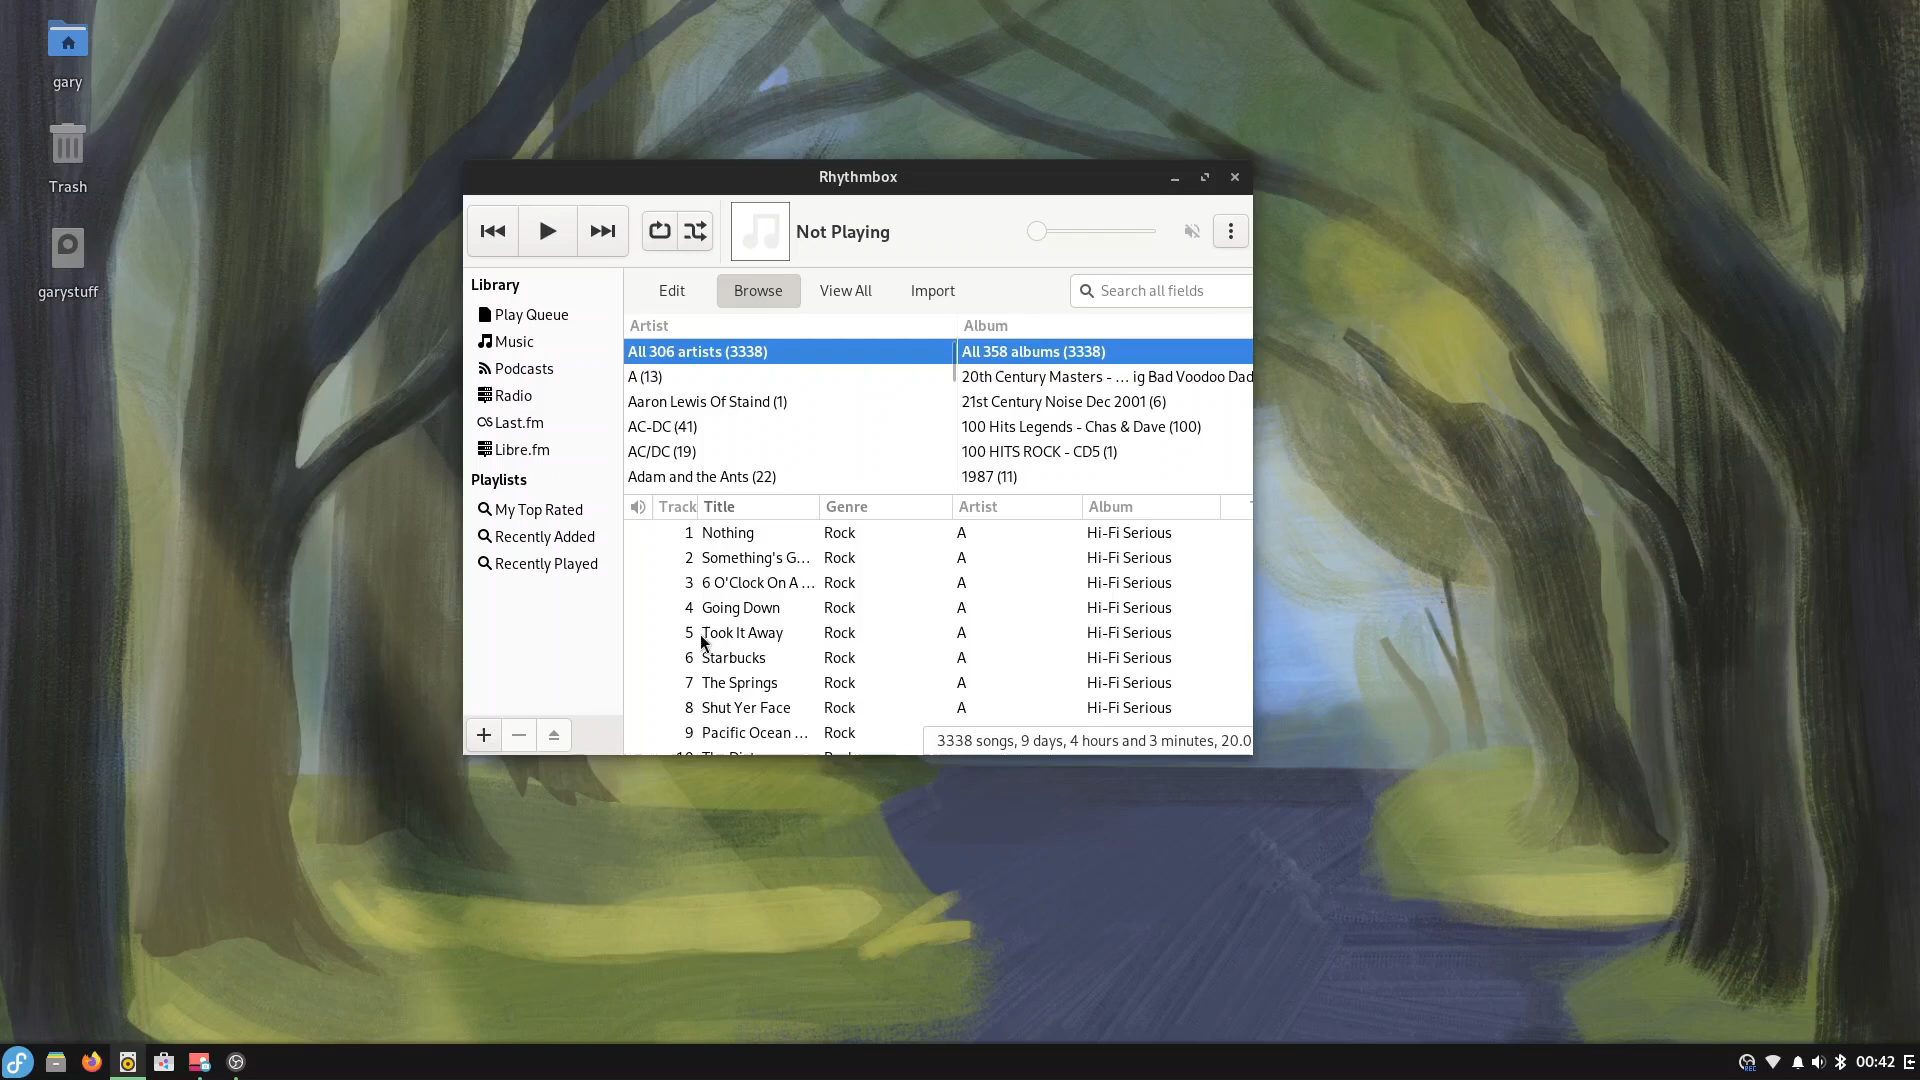 gary
Trash
garystuff
Rhythmbox
Not Playing
Library
Play Queue
Music
Podcasts
Radio
Last.fm
Libre.fm
Playlists
My Top Rated
Recently Added
Recently Played
Edit Browse View All Import Search all fields
Artist Album
All 306 artists (3338) All 358 albums (3338)
A (13) 20th Century Masters - ... ig Bad Voodoo Dad
Aaron Lewis Of Staind (1) 21st Century Noise Dec 2001 (6)
AC-DC (41) 100 Hits Legends - Chas & Dave (100)
AC/DC (19) 100 HITS ROCK - CD5 (1)
Adam and the Ants (22) 1987 (11)
Track Title Genre Artist Album
1 Nothing Rock A Hi-Fi Serious
2 Something's G... Rock A Hi-Fi Serious
3 6 O'Clock On A ... Rock A Hi-Fi Serious
4 Going Down Rock A Hi-Fi Serious
5 Took It Away Rock A Hi-Fi Serious
6 Starbucks Rock A Hi-Fi Serious
7 The Springs Rock A Hi-Fi Serious
8 Shut Yer Face Rock A Hi-Fi Serious
9 Pacific Ocean ... Rock
3338 songs, 9 days, 4 hours and 3 minutes, 20.0
00:42